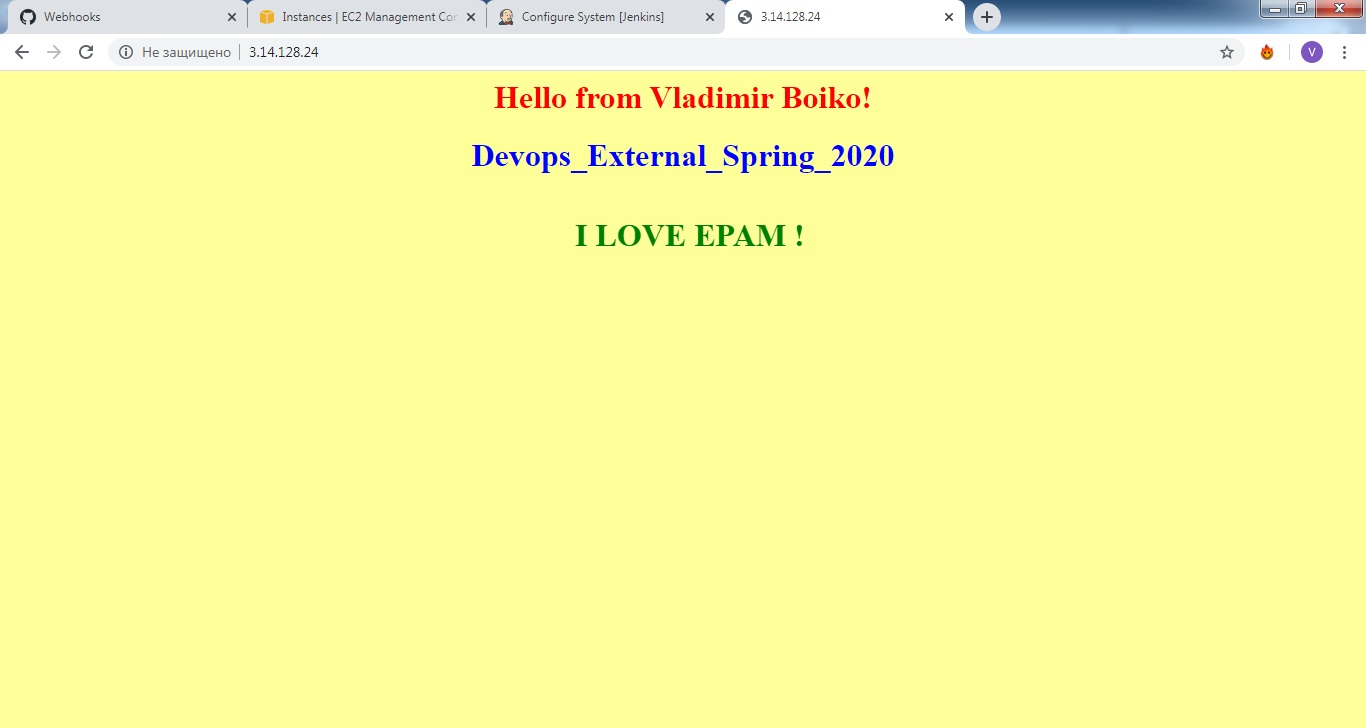 Webhooks
Instances | EC2 Management Con
Configure System [Jenkins]
3.14.128.24
Не защищено
3.14.128.24
V
Hello from Vladimir Boiko!
Devops_External_Spring_2020
I LOVE EPAM !